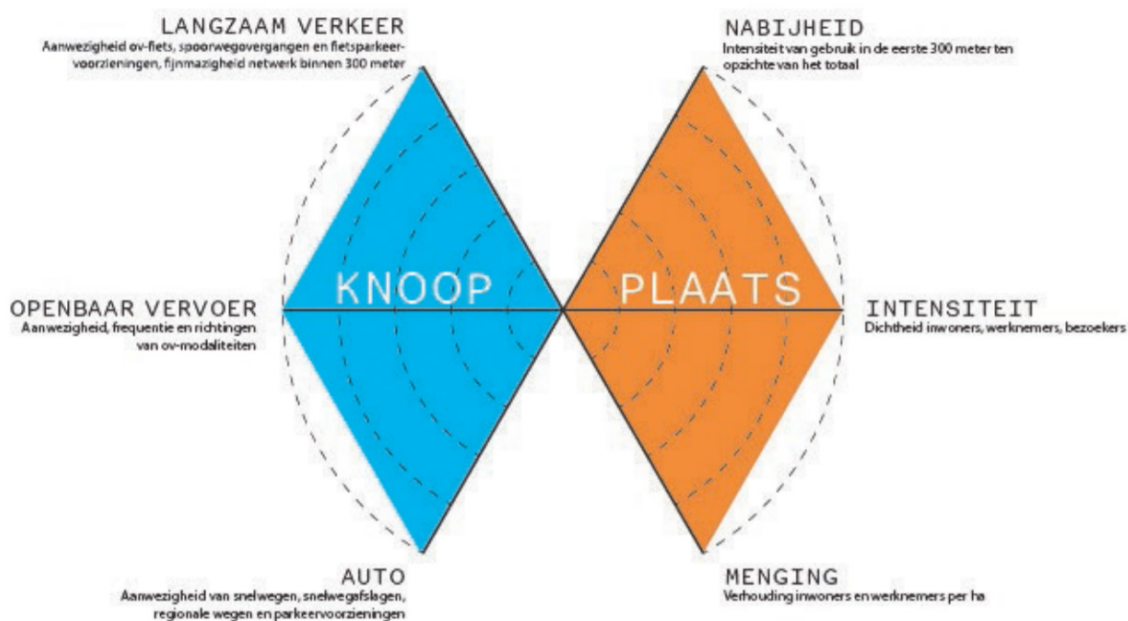 LANGZAAM VERKEER
Aanwezigheid ov-fiets, spoorwegovergangen en fietsparkeer-
voorzieningen, fijnmazigheid netwerk binnen 300 meter
NABIJHEID
Intensiteit van gebruik in de eerste 300 meter ten
opzichte van het totaal
KNOOP
PLAATS
OPENBAAR VERVOER
Aanwezigheid, frequentie en richtingen
van ov-modaliteiten
INTENSITEIT
Dichtheid inwoners, werknemers, bezoekers
AUTO
Aanwezigheid van snelwegen, snelwegafslagen,
regionale wegen en parkeervoorzieningen
MENGING
Verhouding inwoners en werknemers per ha